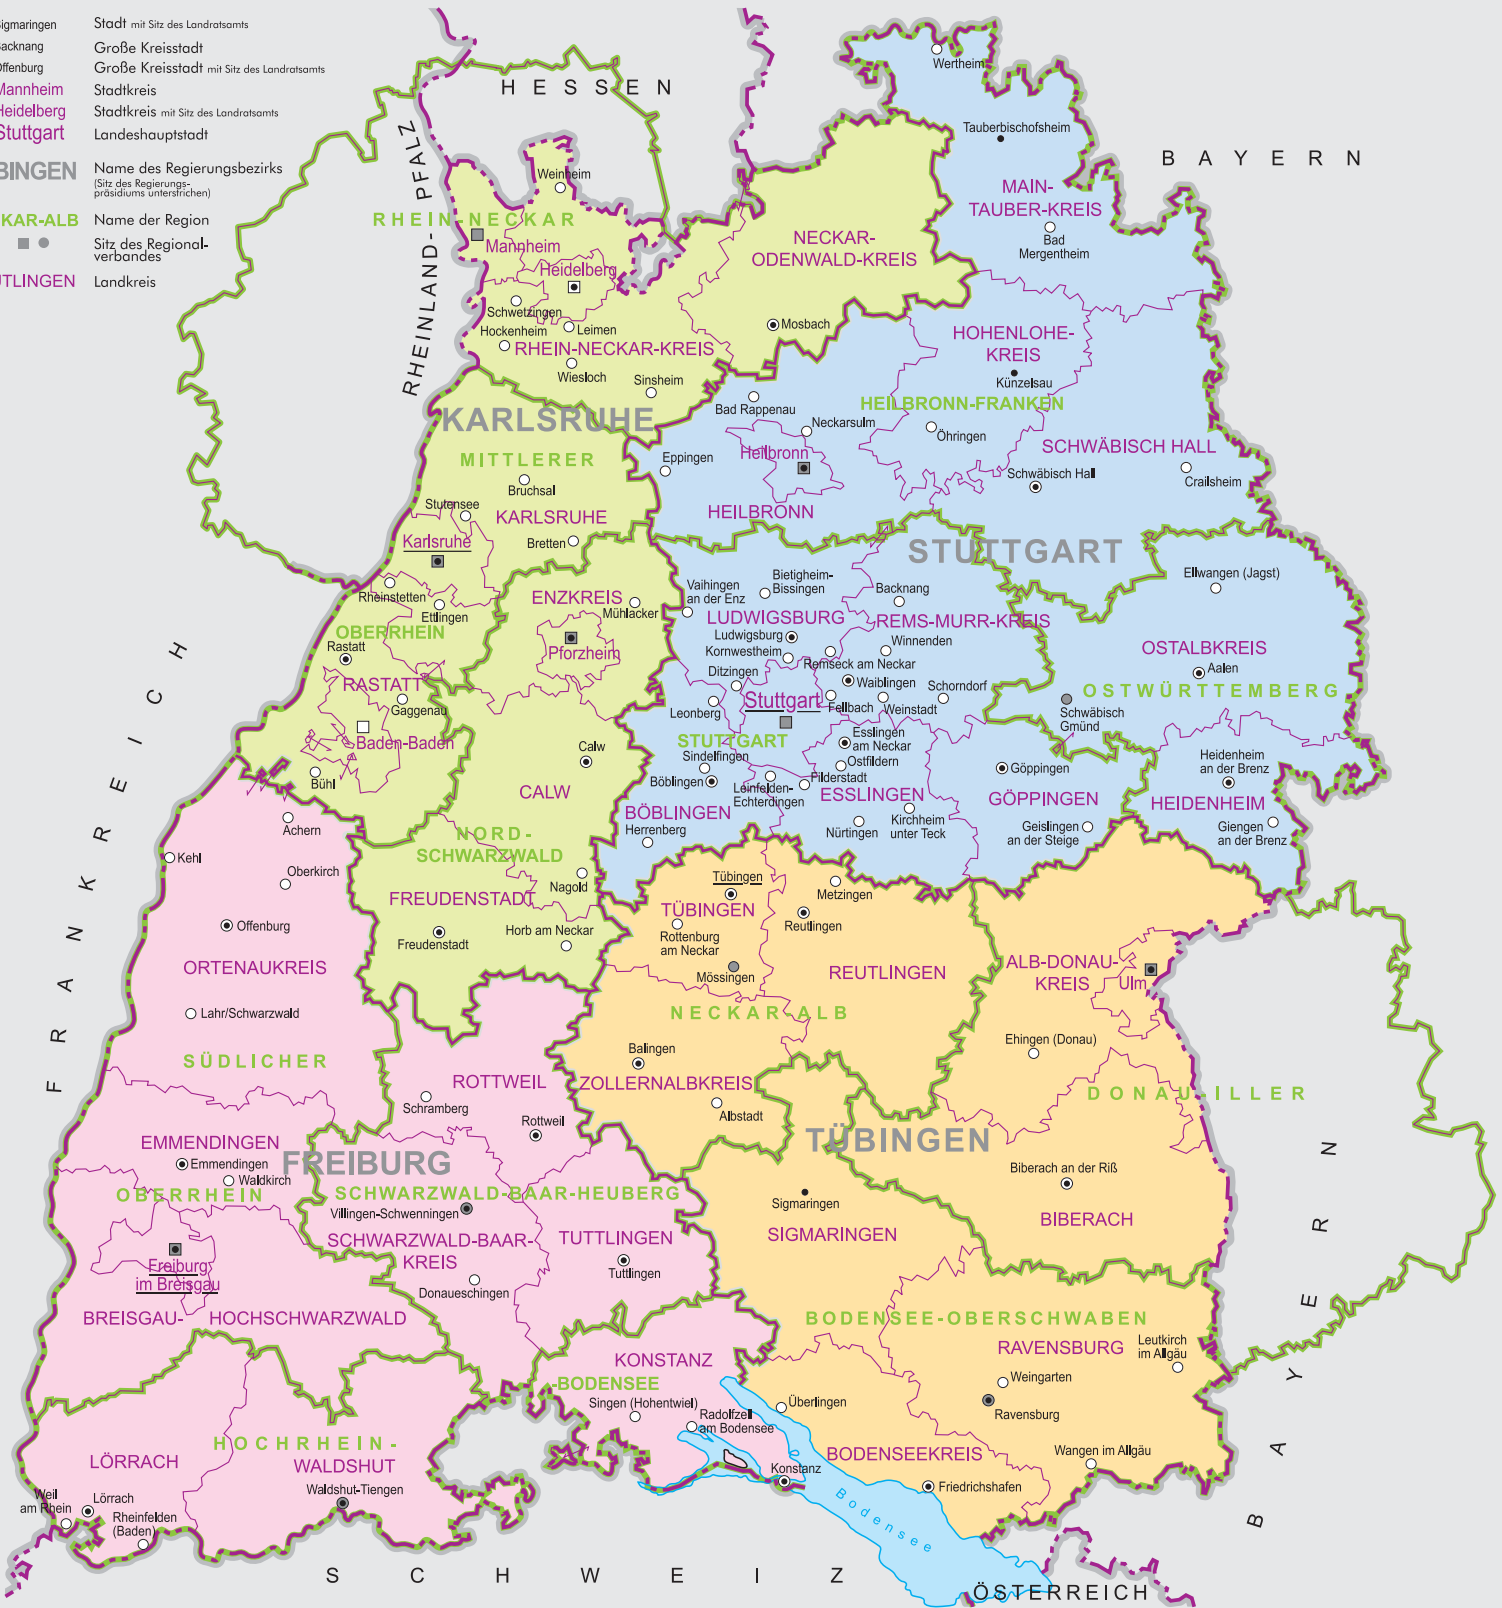 Sigmaringen Stadt mit Sitz des Landratsamts
Backnang Große Kreisstadt
Offenburg Große Kreisstadt mit Sitz des Landratsamts
Mannheim Stadtkreis
Heidelberg Stadtkreis mit Sitz des Landratsamts
Stuttgart Landeshauptstadt
BINGEN Name des Regierungsbezirks
(Sitz des Regierungs-
präsidiums unterstrichen)
KAR-ALB Name der Region
Sitz des Regional-
verbandes
UTLINGEN Landkreis
HESSEN
BAYERN
RHEINLAND-PFALZ
FRANKREICH
SCHWEIZ
ÖSTERREICH
BAYERN
BAYERN
Wertheim
Tauberbischofsheim
MAIN-
TAUBER-KREIS
Bad
Mergentheim
Weinheim
RHEIN-NECKAR
Mannheim
Heidelberg
Schwetzingen
Hockenheim
Leimen
RHEIN-NECKAR-KREIS
Wiesloch
Sinsheim
NECKAR-
ODENWALD-KREIS
Mosbach
HOHENLOHE-
KREIS
Künzelsau
HEILBRONN-FRANKEN
Bad Rappenau
Neckarsulm
Öhringen
Heilbronn
Eppingen
HEILBRONN
SCHWÄBISCH HALL
Schwäbisch Hall
Crailsheim
KARLSRUHE
MITTLERER
Bruchsal
Stutensee
KARLSRUHE
Karlsruhe
Bretten
Rheinstetten
Ettlingen
OBERRHEIN
Rastatt
RASTATT
Gaggenau
Baden-Baden
Bühl
ENZKREIS
Mühlacker
Pforzheim
Calw
CALW
NORD-
SCHWARZWALD
Nagold
FREUDENSTADT
Freudenstadt
Horb am Neckar
STUTTGART
Vaihingen
an der Enz
Bietigheim-
Bissingen
Backnang
LUDWIGSBURG
REMS-MURR-KREIS
Ludwigsburg
Winnenden
Kornwestheim
Remseck am Neckar
Ditzingen
Waiblingen
Schorndorf
Leonberg
Stuttgart
Fellbach
Weinstadt
STUTTGART
Esslingen
am Neckar
Sindelfingen
Ostfildern
Böblingen
Filderstadt
Leinfelden-
Echterdingen
ESSLINGEN
BÖBLINGEN
Herrenberg
Nürtingen
Kirchheim
unter Teck
Göppingen
GÖPPINGEN
Geislingen
an der Steige
Ellwangen (Jagst)
OSTALBKREIS
Aalen
OSTWÜRTTEMBERG
Schwäbisch
Gmünd
Heidenheim
an der Brenz
HEIDENHEIM
Giengen
an der Brenz
Achern
Kehl
Oberkirch
Offenburg
ORTENAUKREIS
Lahr/Schwarzwald
SÜDLICHER
EMMENDINGEN
Emmendingen
Waldkirch
OBERRHEIN
FREIBURG
Freiburg
im Breisgau
BREISGAU- HOCHSCHWARZWALD
ROTTWEIL
Schramberg
Rottweil
SCHWARZWALD-BAAR-HEUBERG
Villingen-Schwenningen
SCHWARZWALD-BAAR-
KREIS
Donaueschingen
TUTTLINGEN
Tuttlingen
KONSTANZ
-BODENSEE
Singen (Hohentwiel)
Radolfzell
am Bodensee
Konstanz
HOCHRHEIN-
WALDSHUT
LÖRRACH
Waldshut-Tiengen
Weil
am Rhein
Lörrach
Rheinfelden
(Baden)
Tübingen
TÜBINGEN
Rottenburg
am Neckar
Mössingen
Metzingen
Reutlingen
REUTLINGEN
NECKAR-ALB
Balingen
ZOLLERNALBKREIS
Albstadt
ALB-DONAU-
KREIS
Ulm
Ehingen (Donau)
DONAU-ILLER
TÜBINGEN
Biberach an der Riß
BIBERACH
Sigmaringen
SIGMARINGEN
BODENSEE-OBERSCHWABEN
RAVENSBURG
Leutkirch
im Allgäu
Weingarten
Ravensburg
Überlingen
BODENSEEKREIS
Wangen im Allgäu
Friedrichshafen
Bodensee